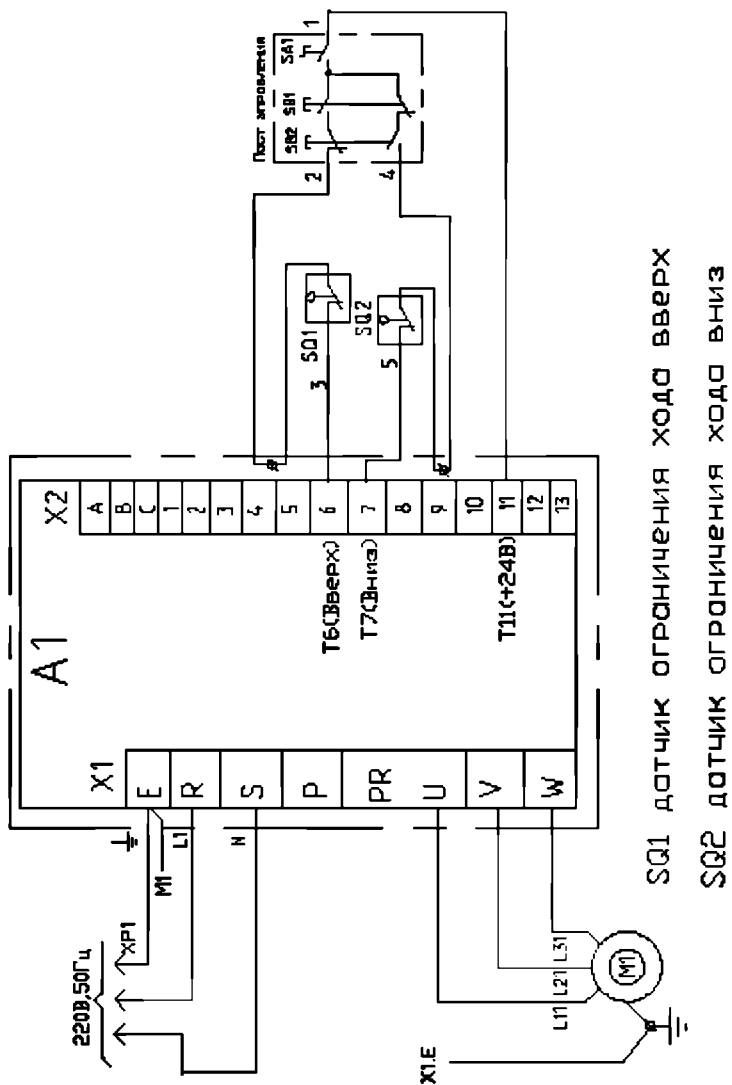 220В,50Гц
XP1
M1
L1
N
X1
E
R
S
P
PR
U
V
W
A1
X2
A
B
C
1
2
3
4
5
6
7
8
9
10
11
12
13
T6(Вверх)
T7(Вниз)
T11(+24В)
3
SQ1
5
SQ2
2
4
1
Пост управления
SB2
SB1
SA1
X1.E
L11
L21
L31
M1
SQ1 датчик ограничения хода вверх
SQ2 датчик ограничения хода вниз